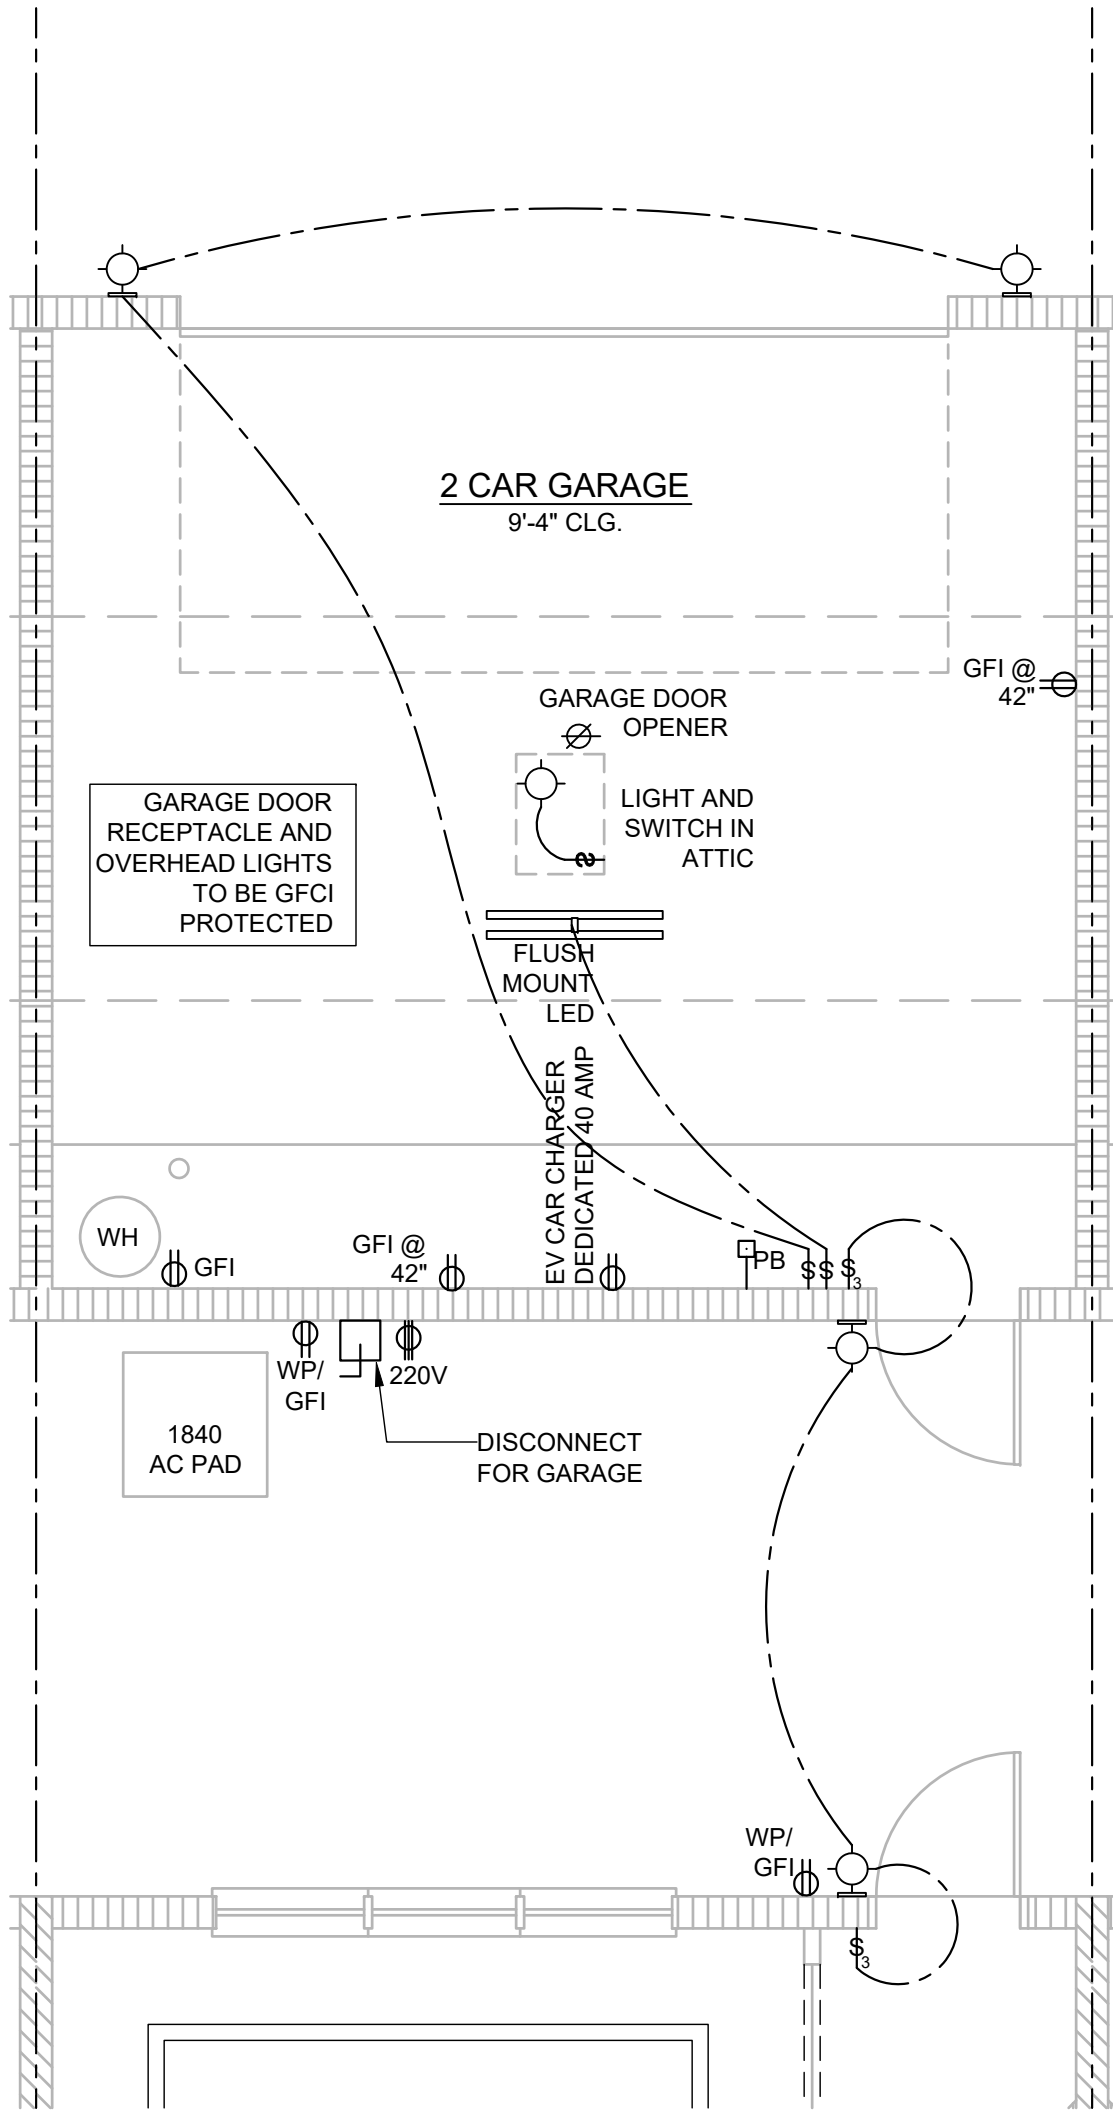 2 CAR GARAGE
9'-4" CLG.
GFI @
42"
GARAGE DOOR
OPENER
LIGHT AND
SWITCH IN
ATTIC
S
GARAGE DOOR
RECEPTACLE AND
OVERHEAD LIGHTS
TO BE GFCI
PROTECTED
FLUSH
MOUNT
LED
EV CAR CHARGER
DEDICATED 40 AMP
WH
GFI
GFI @
42"
PB
S S S3
WP/
GFI
220V
1840
AC PAD
DISCONNECT
FOR GARAGE
WP/
GFI
S3